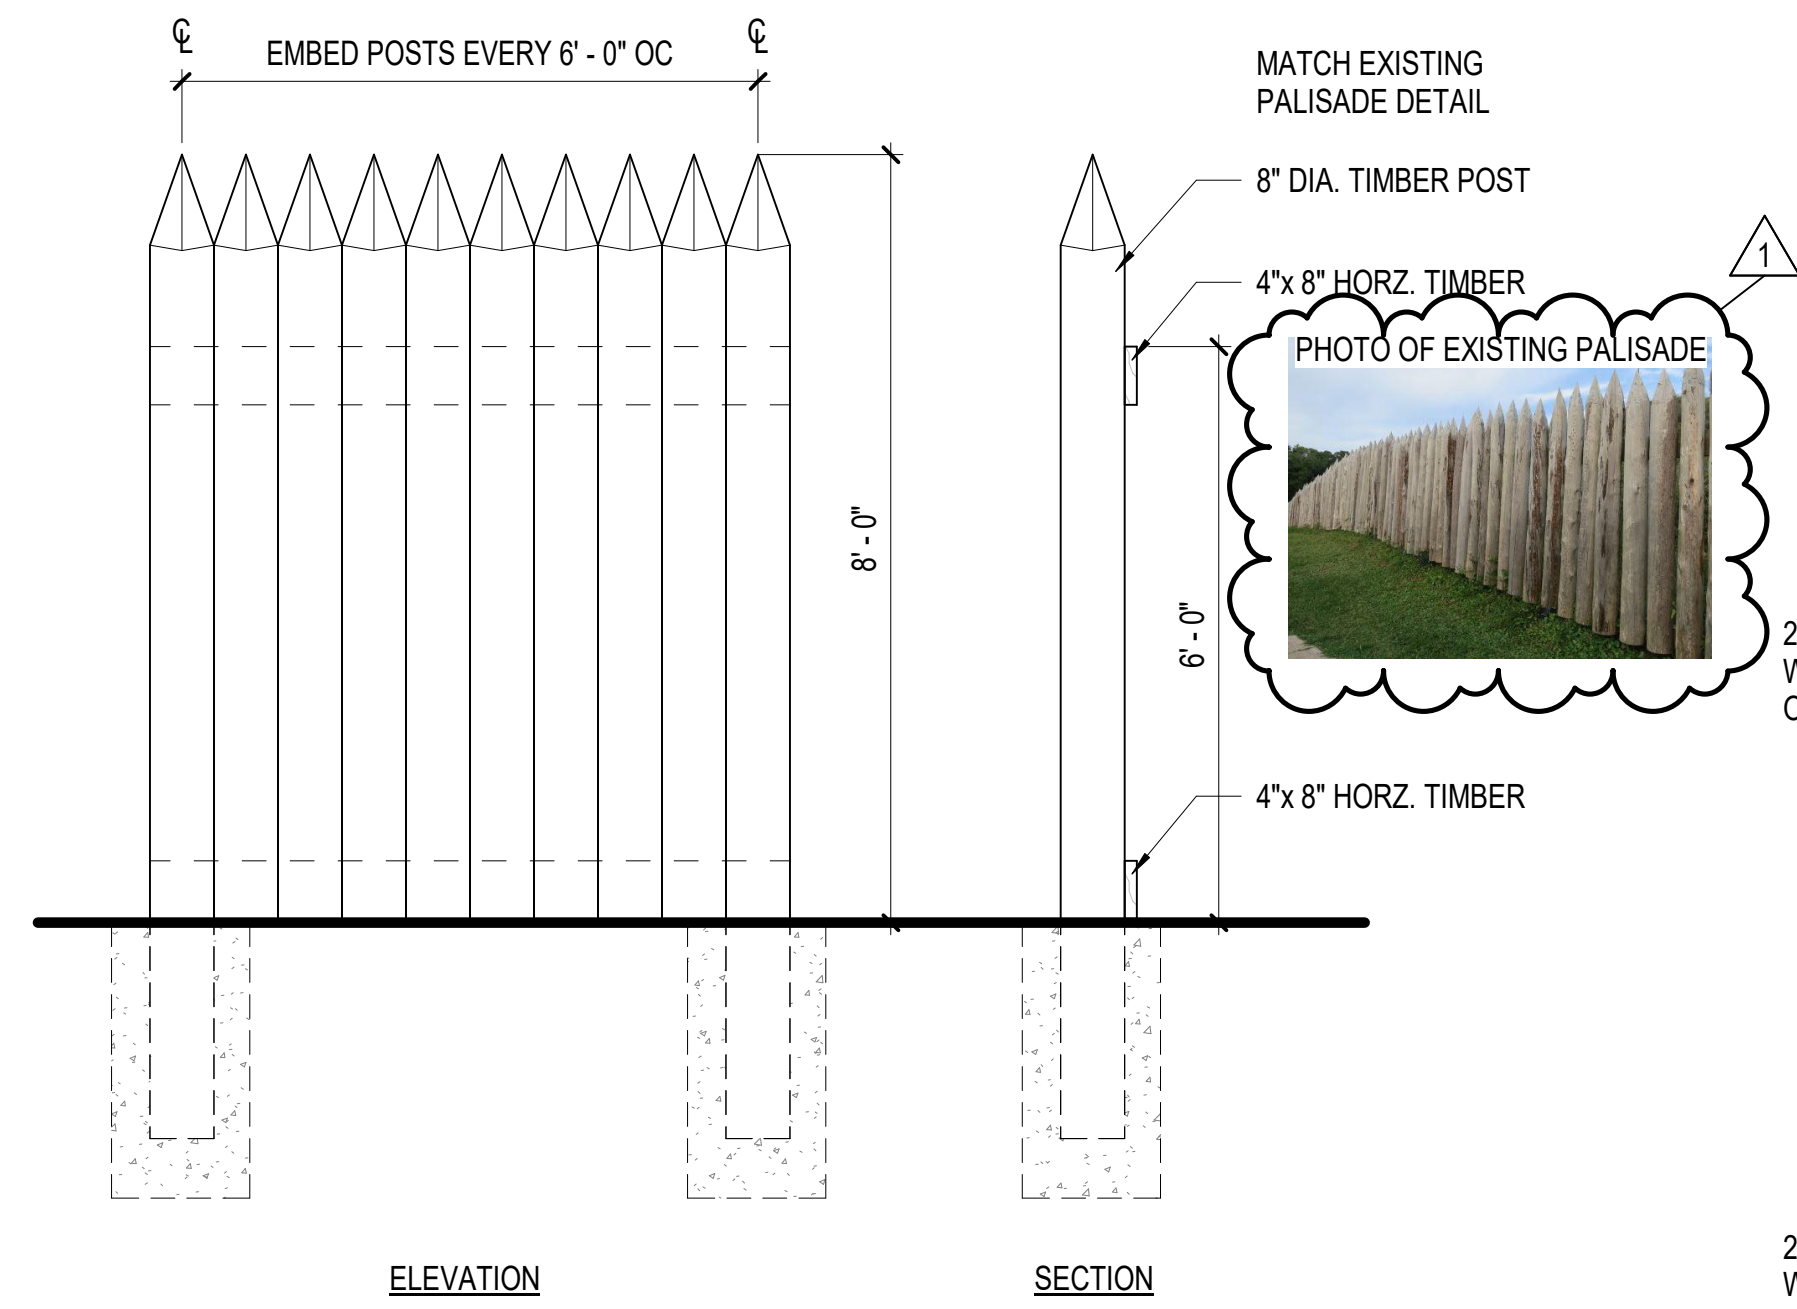 ℄
℄
EMBED POSTS EVERY 6' - 0" OC
MATCH EXISTING
PALISADE DETAIL
8" DIA. TIMBER POST
1
4"x 8" HORZ. TIMBER
PHOTO OF EXISTING PALISADE
8' - 0"
6' - 0"
4"x 8" HORZ. TIMBER
ELEVATION
SECTION